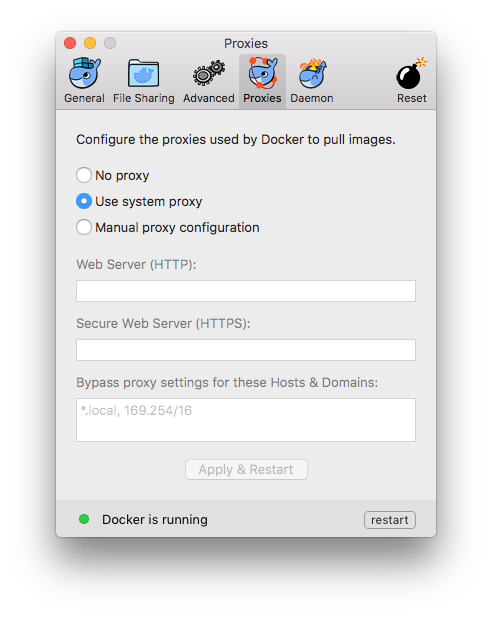 Proxies
General File Sharing Advanced Proxies Daemon Reset
Configure the proxies used by Docker to pull images.
No proxy
Use system proxy
Manual proxy configuration
Web Server (HTTP):
Secure Web Server (HTTPS):
Bypass proxy settings for these Hosts & Domains:
*.local, 169.254/16
Apply & Restart
Docker is running restart